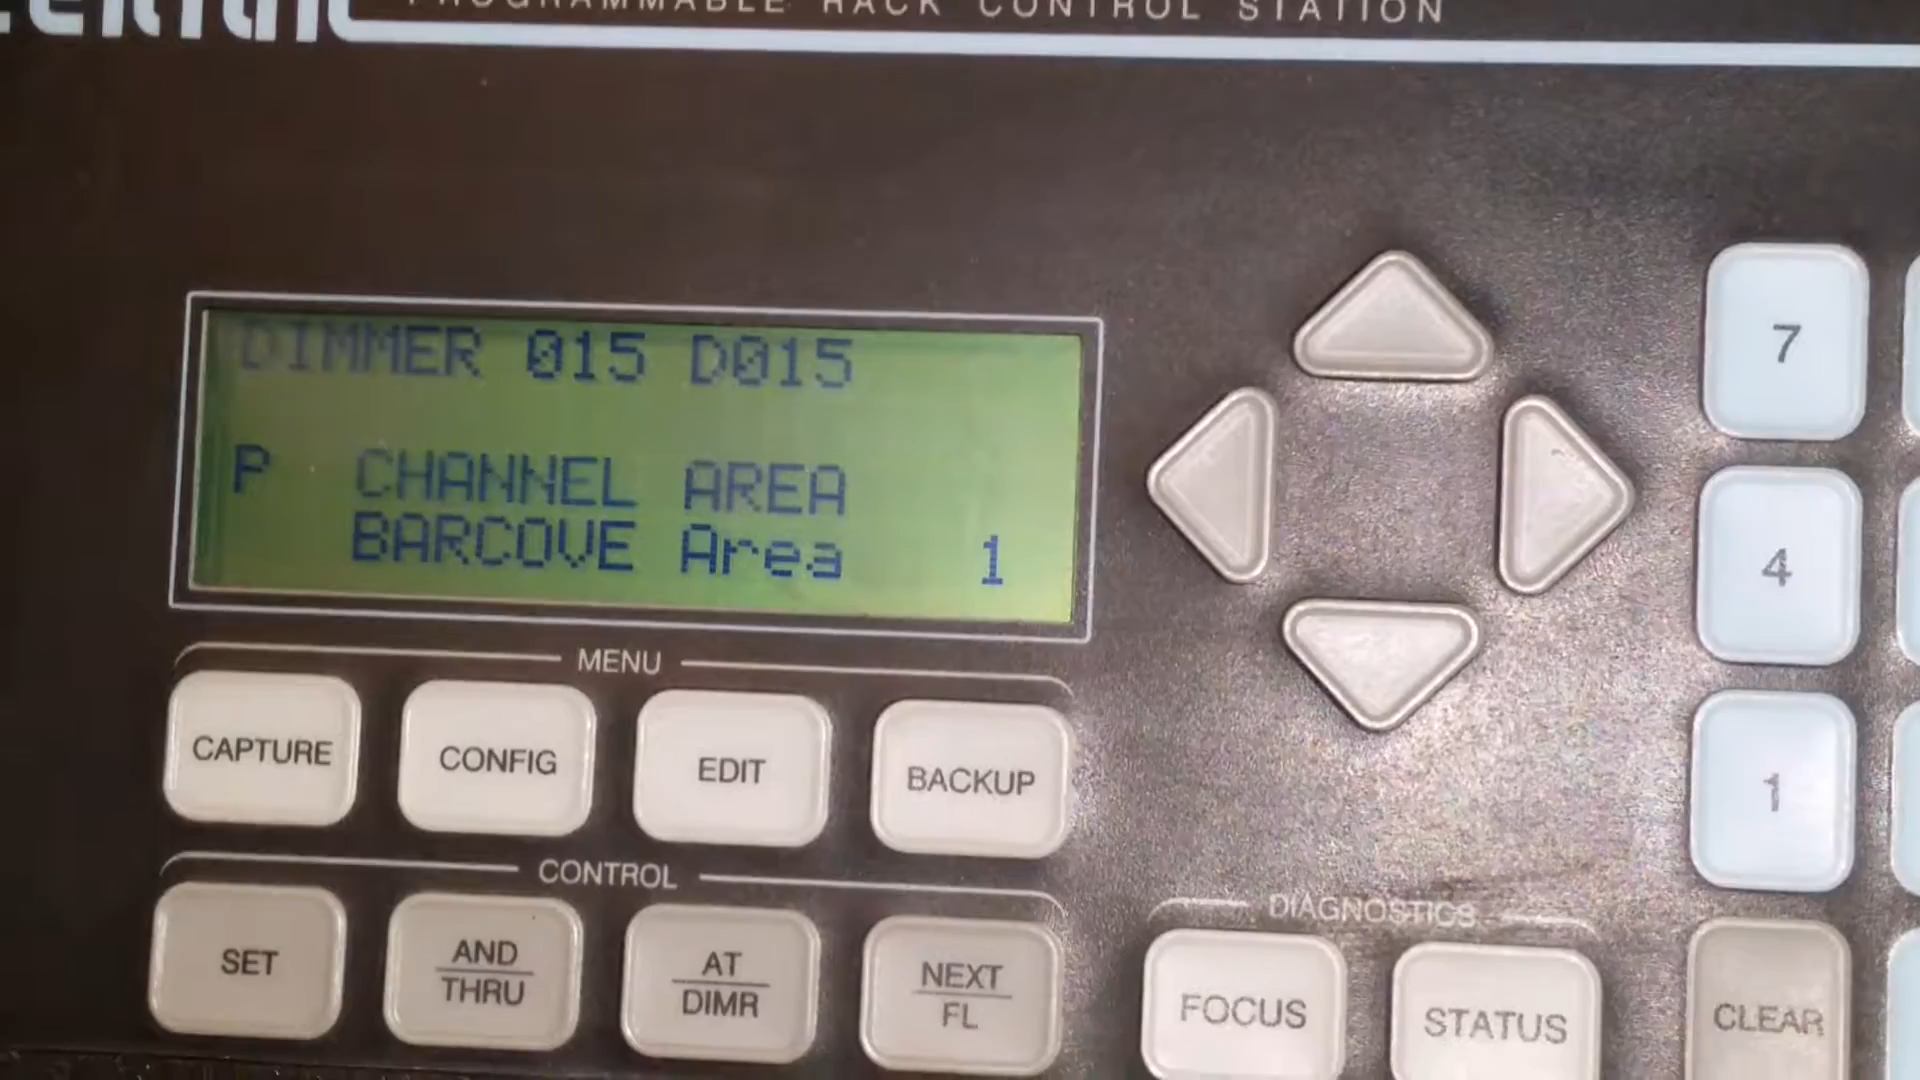 PROGRAMMABLE RACK CONTROL STATION
DIMMER 015 D015
P CHANNEL AREA
BARCOVE Area 1
MENU
CAPTURE
CONFIG
EDIT
BACKUP
CONTROL
SET
AND
THRU
AT
DIMR
NEXT
FL
DIAGNOSTICS
FOCUS
STATUS
7
4
1
CLEAR